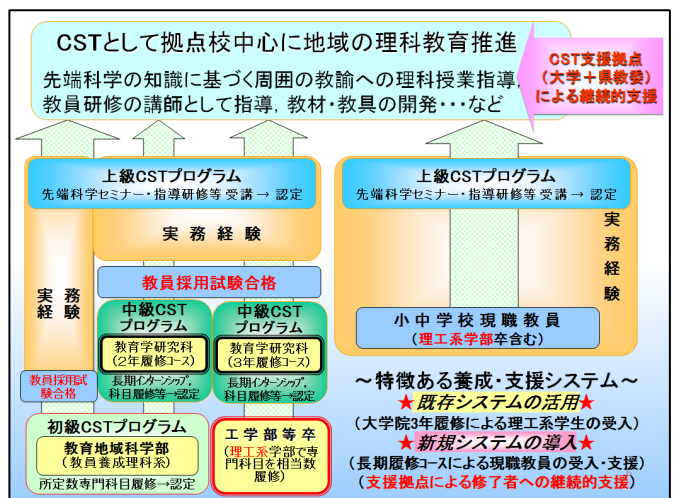 CSTとして拠点校中心に地域の理科教育推進
先端科学の知識に基づく周囲の教諭への理科授業指導,
教員研修の講師として指導, 教材・教具の開発・・・など
CST支援拠点
(大学+県教委)
による継続的支援
上級CSTプログラム
先端科学セミナー・指導研修等 受講 → 認定
実務経験
教員採用試験合格
実務
経験
中級CST
プログラム
教育学研究科
(2年履修コース)
長期インターンシップ,
科目履修等→認定
中級CST
プログラム
教育学研究科
(3年履修コース)
長期インターンシップ,
科目履修等→認定
教員採用試
験合格
初級CSTプログラム
教育地域科学部
(教員養成理科系)
所定数専門科目履修→認定
工学部等卒
(理工系学部で専
門科目を相当数
履修)
上級CSTプログラム
先端科学セミナー・指導研修等 受講 → 認定
実務経験
小中学校現職教員
(理工系学部卒含む)
~特徴ある養成・支援システム~
★既存システムの活用★
(大学院3年履修による理工系学生の受入)
★新規システムの導入★
(長期履修コースによる現職教員の受入・支援)
(支援拠点による修了者への継続的支援)